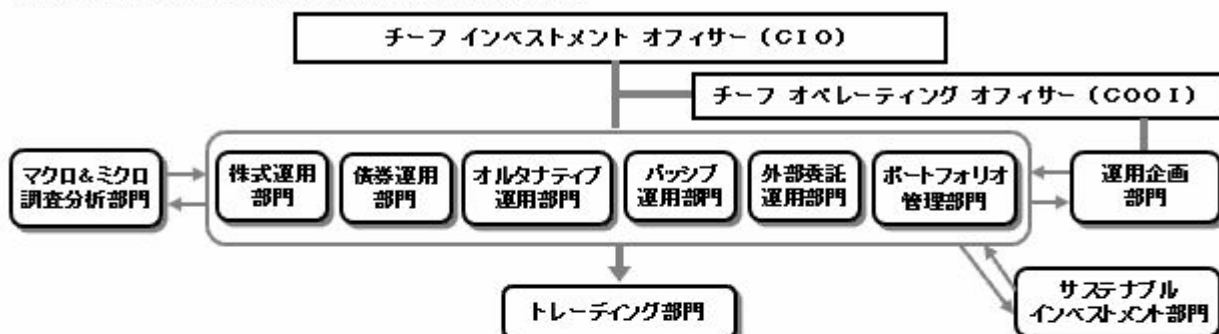 チーフ インベストメント オフィサー (CIO)
チーフ オペレーティング オフィサー (COOI)
マクロ&ミクロ
調査分析部門
株式運用
部門
債券運用
部門
オルタナティブ
運用部門
パッシブ
運用部門
外部委託
運用部門
ポートフォリオ
管理部門
運用企画
部門
トレーディング部門
サステナブル
インベストメント部門